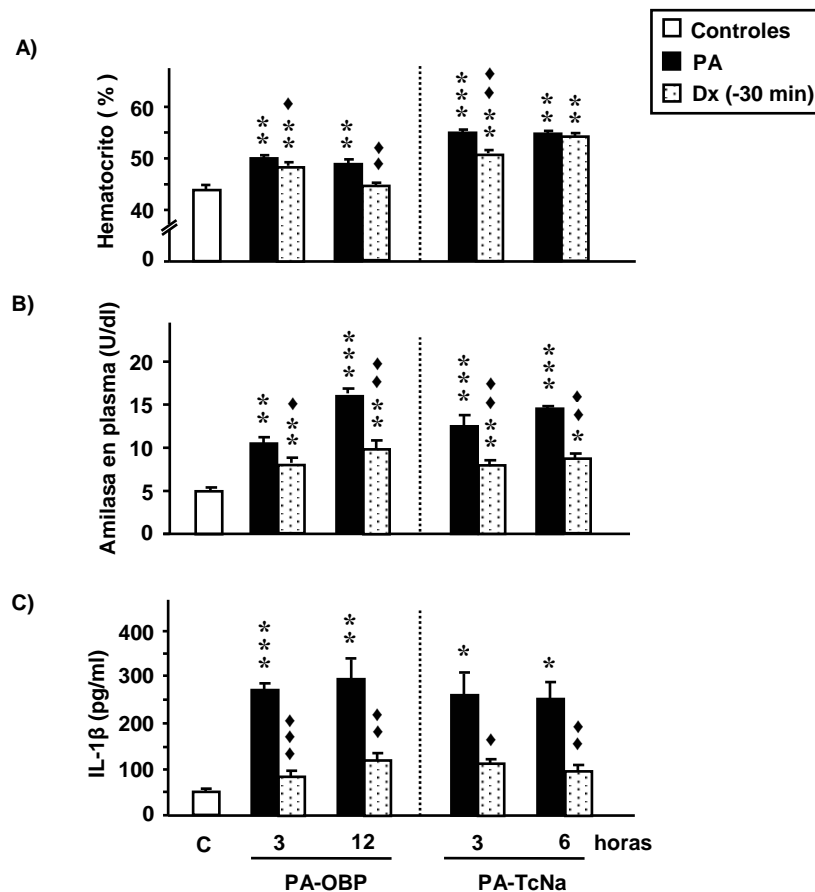 Controles
PA
Dx (-30 min)
A)
Hematocrito ( % )
60
50
40
0
** ♦** ** ♦♦ *** ♦♦** ** **
B)
Amilasa en plasma (U/dl)
20
15
10
5
0
** ♦** *** ♦♦** *** ♦♦** *** ♦♦*
C)
IL-1β (pg/ml)
400
300
200
100
0
*** ♦♦♦ ** ♦♦ * ♦ * ♦♦
C 3 12 3 6 horas
PA-OBP PA-TcNa